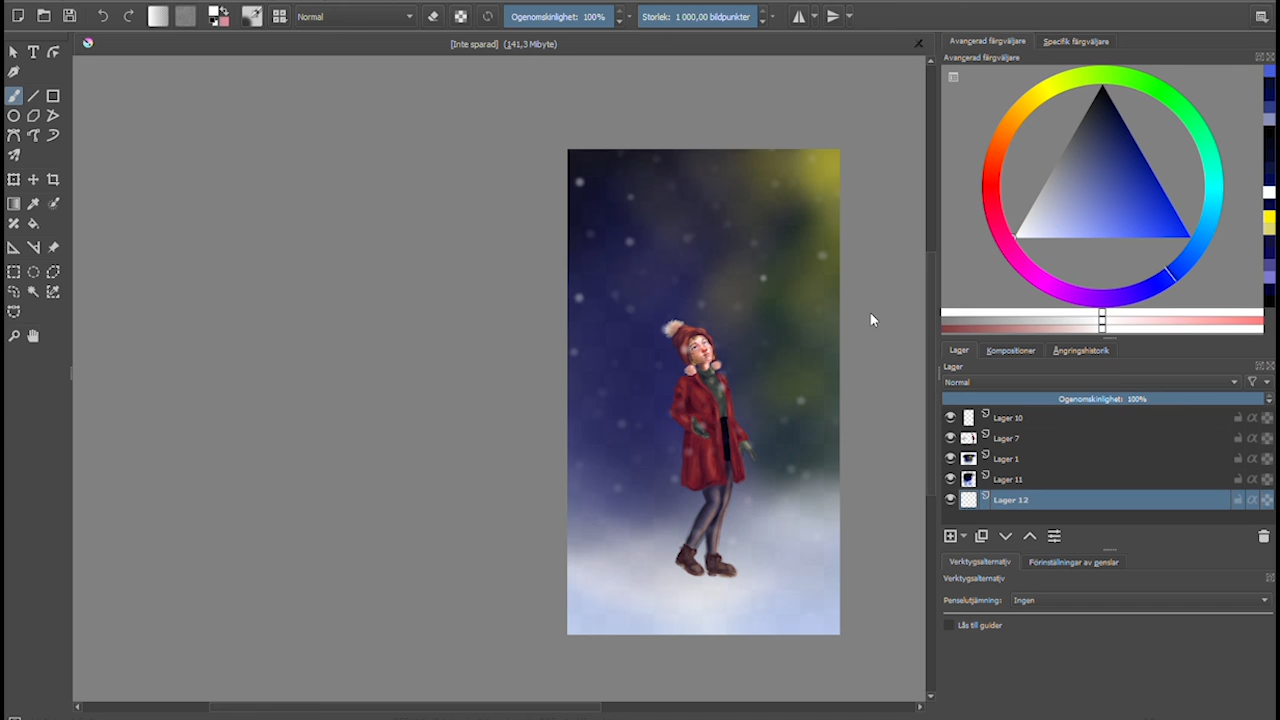 Normal
Ogenomskinlighet: 100%
Storlek: 1 000,00 bildpunkter
[Inte sparad] (141,3 Mibyte)
Avancerad färgväljare
Specifik färgväljare
Avancerad färgväljare
Lager
Kompositioner
Ångringshistorik
Lager
Normal
Ogenomskinlighet: 100%
Lager 10
Lager 7
Lager 1
Lager 11
Lager 12
Verktygsalternativ
Förinställningar av penslar
Verktygsalternativ
Penselutjämning:
Ingen
Lås till guider